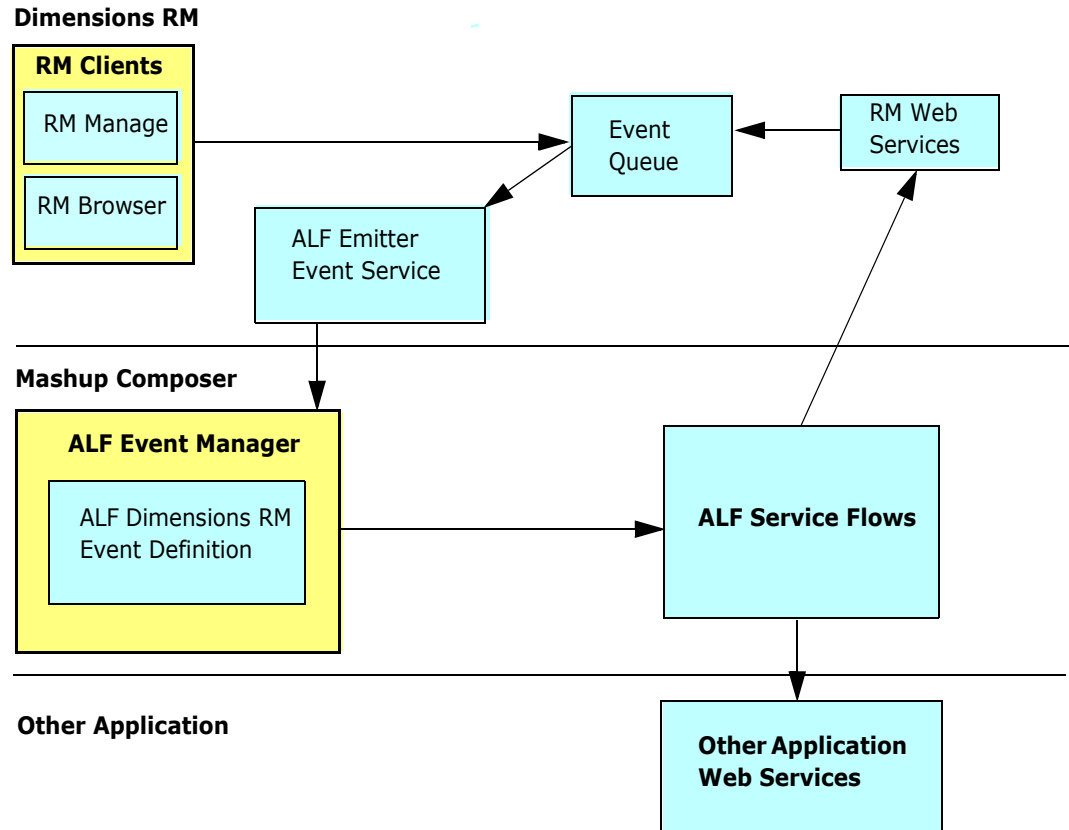 Dimensions RM
RM Clients
RM Manage
RM Browser
Event
Queue
RM Web
Services
ALF Emitter
Event Service
Mashup Composer
ALF Event Manager
ALF Dimensions RM
Event Definition
ALF Service Flows
Other Application
Other Application
Web Services